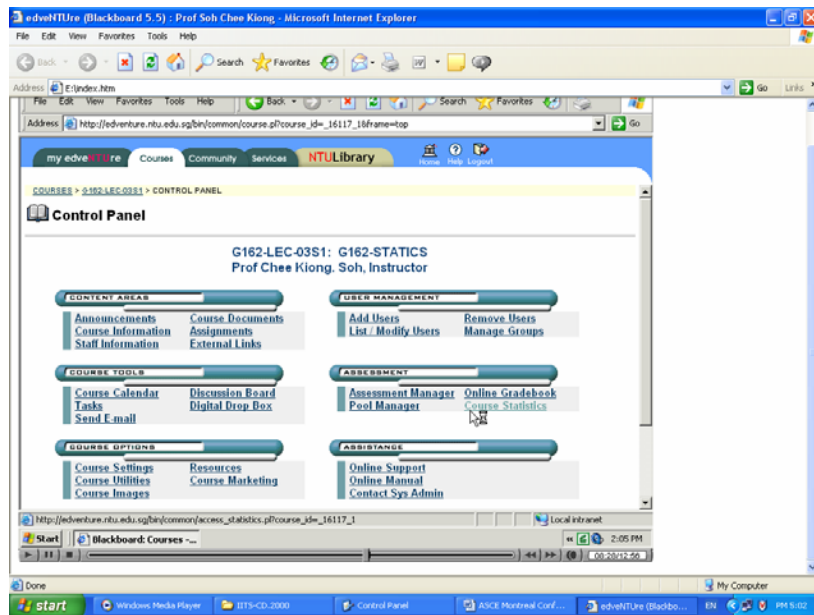 edveNTUre (Blackboard 5.5) : Prof Soh Chee Kiong - Microsoft Internet Explorer
File Edit View Favorites Tools Help
Back Search Favorites
Address E:\index.htm Go Links
File Edit View Favorites Tools Help Back Search Favorites
Address http://edventure.ntu.edu.sg/bin/common/course.pl?course_id=_16117_1&frame=top Go
my edveNTUre Courses Community Services NTULibrary Home Help Logout
COURSES > G162-LEC-03S1 > CONTROL PANEL
Control Panel
G162-LEC-03S1: G162-STATICS
Prof Chee Kiong. Soh, Instructor
CONTENT AREAS
Announcements Course Documents
Course Information Assignments
Staff Information External Links
USER MANAGEMENT
Add Users Remove Users
List / Modify Users Manage Groups
COURSE TOOLS
Course Calendar Discussion Board
Tasks Digital Drop Box
Send E-mail
ASSESSMENT
Assessment Manager Online Gradebook
Pool Manager Course Statistics
COURSE OPTIONS
Course Settings Resources
Course Utilities Course Marketing
Course Images
ASSISTANCE
Online Support
Online Manual
Contact Sys Admin
http://edventure.ntu.edu.sg/bin/common/access_statistics.pl?course_id=_16117_1 Local intranet
Start Blackboard: Courses -... 2:05 PM
00:20/12:56
Done My Computer
start Windows Media Player IITS-CD.2000 Control Panel ASCE Montreal Conf... edveNTUre (Blackbo... EN PM 5:02